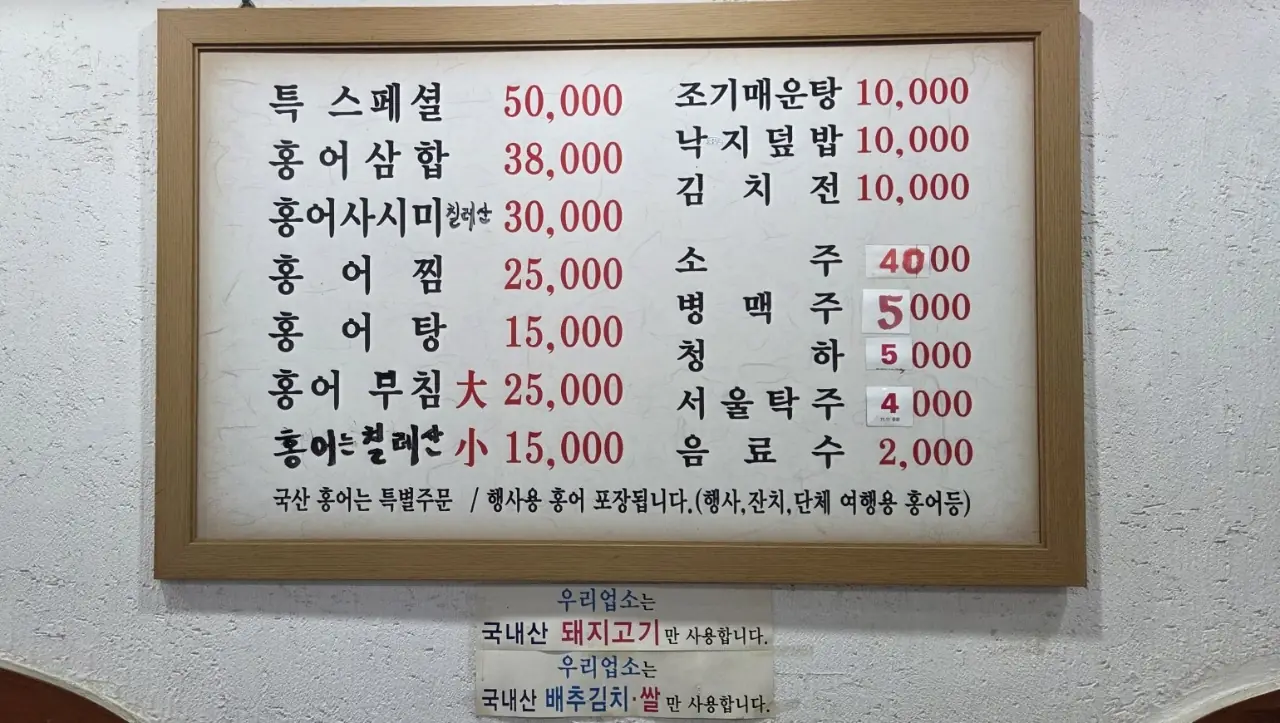 특 스페셜 50,000
홍어삼합 38,000
홍어사시미 칠레산 30,000
홍어찜 25,000
홍어탕 15,000
홍어 무침 大 25,000
홍어는 칠레산 小 15,000
조기매운탕 10,000
낙지덮밥 10,000
김치전 10,000
소주 4000
병맥주 5000
청하 5000
서울탁주 4000
음료수 2,000
국산 홍어는 특별주문 / 행사용 홍어 포장됩니다.(행사,잔치,단체 여행용 홍어등)
우리업소는
국내산 돼지고기만 사용합니다.
우리업소는
국내산 배추김치·쌀만 사용합니다.